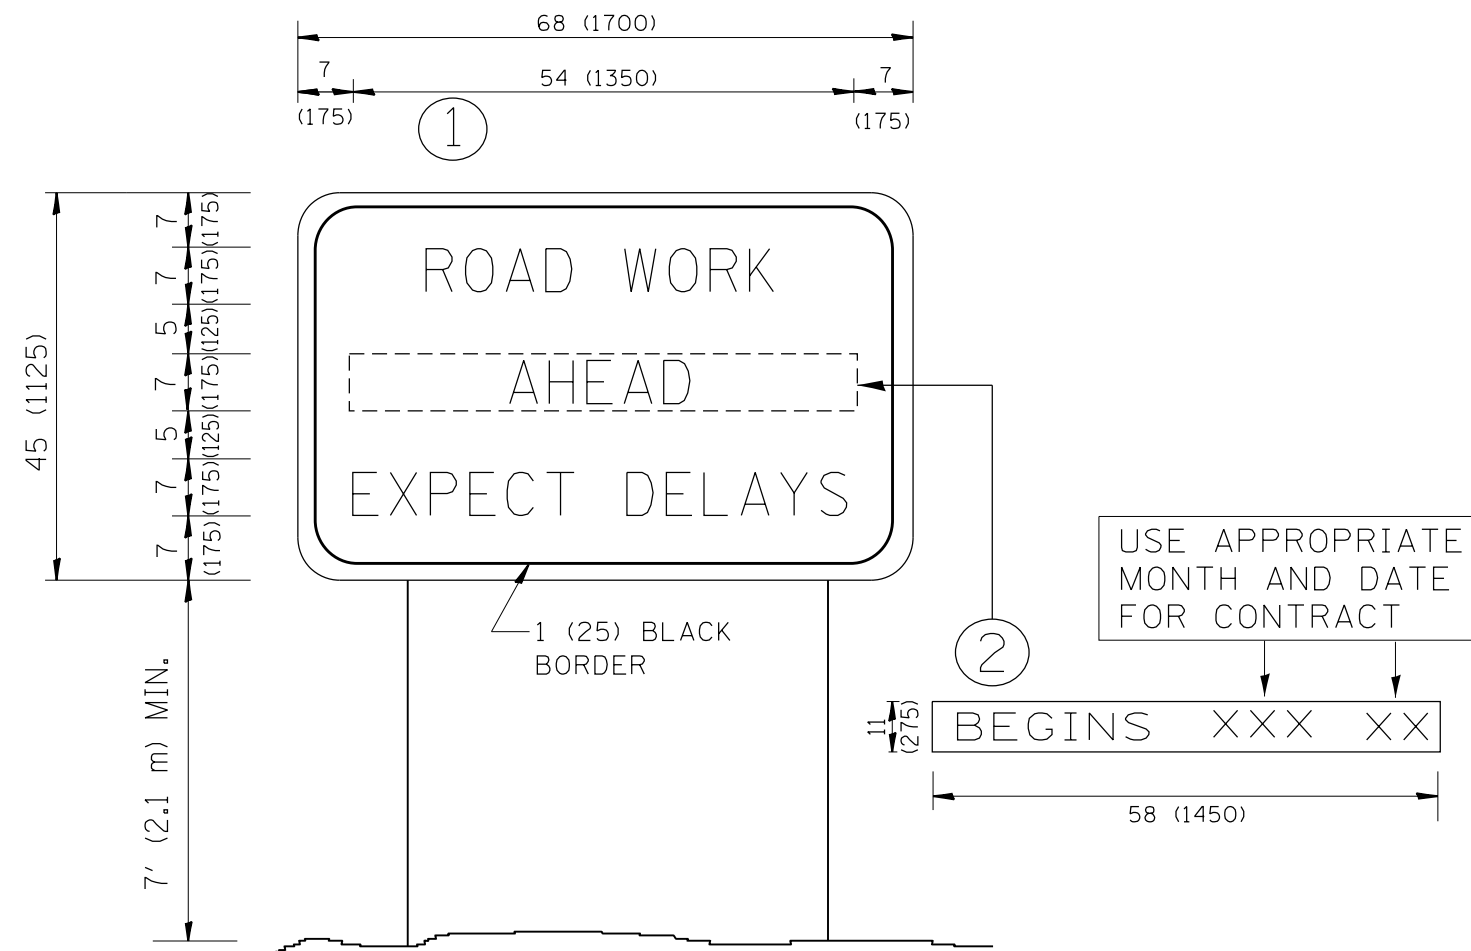 68 (1700)
7
54 (1350)
7
(175)
(175)
1
7
(175)
7
(175)
5
(125)
7
(175)
5
(125)
7
(175)
7
(175)
45 (1125)
ROAD WORK
AHEAD
EXPECT DELAYS
1 (25) BLACK
BORDER
7' (2.1 m) MIN.
USE APPROPRIATE
MONTH AND DATE
FOR CONTRACT
2
11
(275)
BEGINS XXX XX
58 (1450)